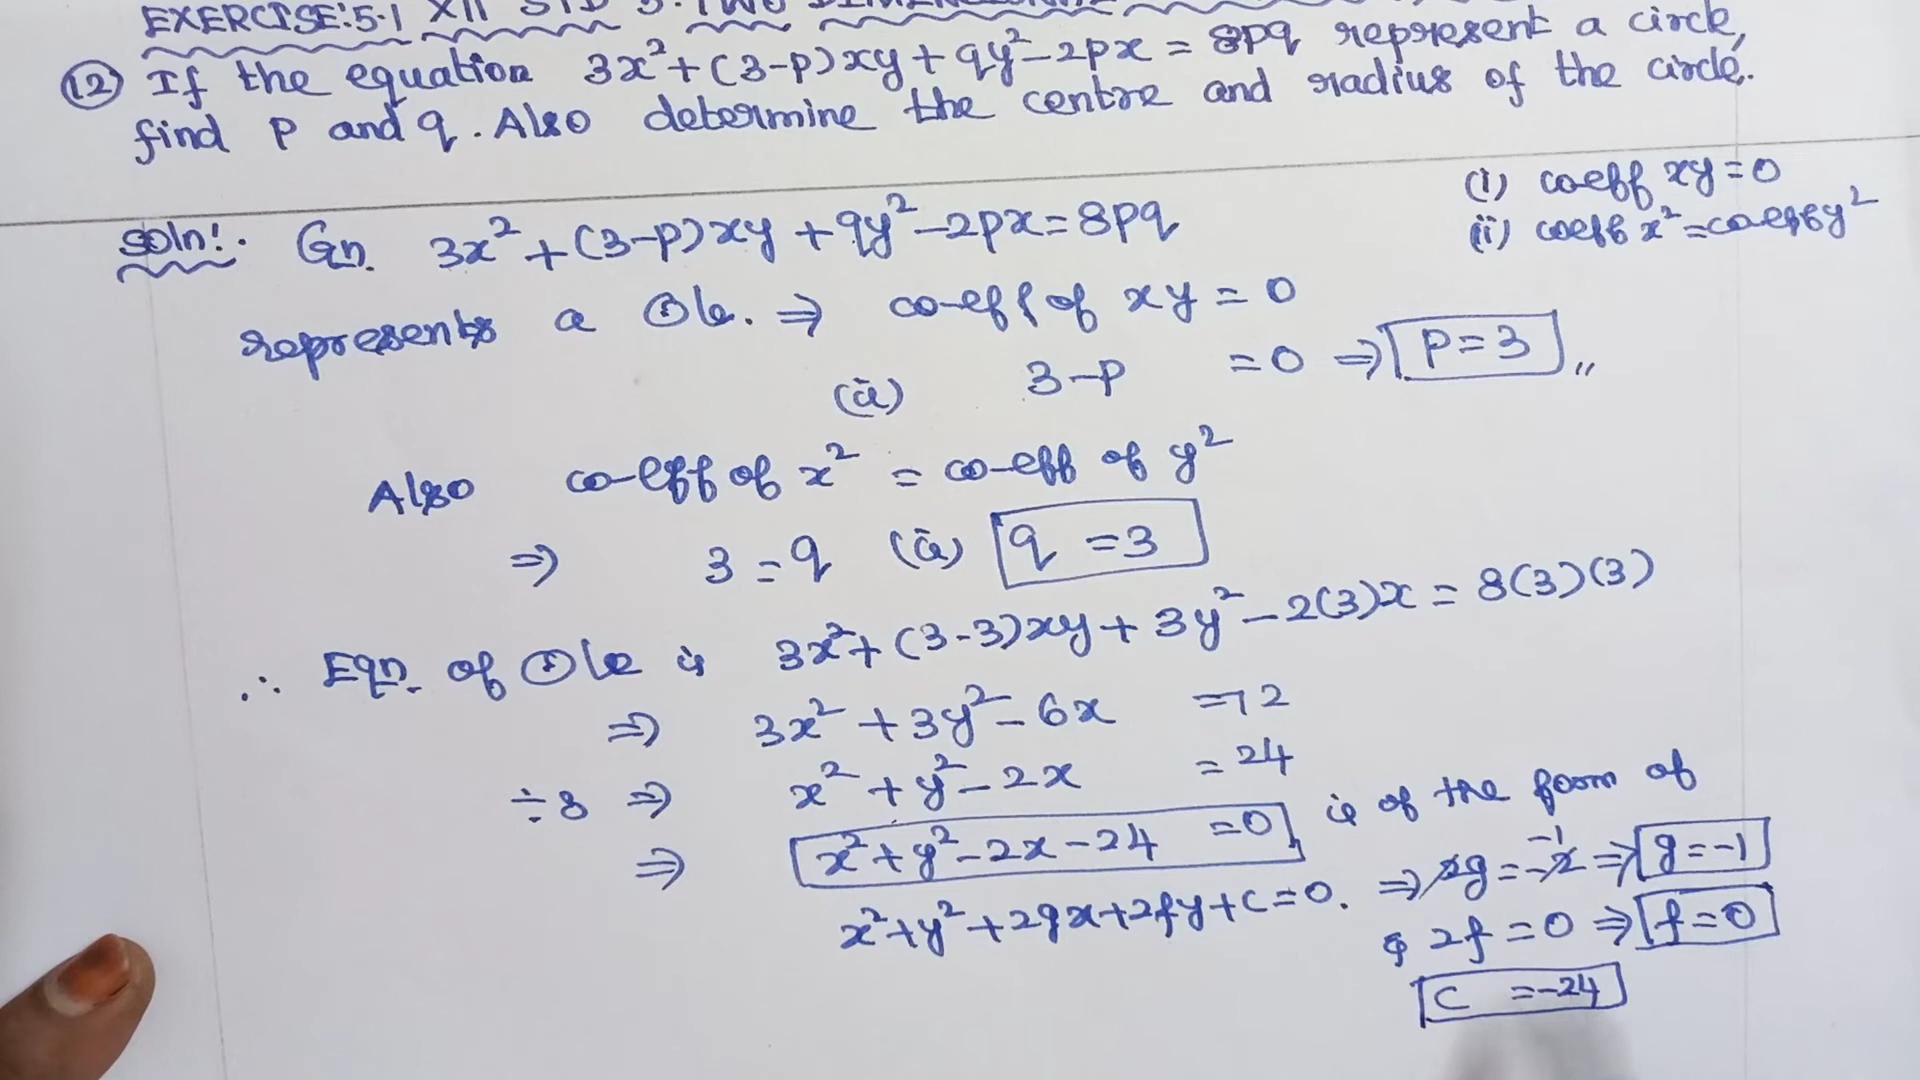 EXERCISE:5.1 XII STD 5. TWO
12 If the equation 3x²+(3-p)xy+qy²-2px = 8pq represent a circle,
find p and q. Also determine the centre and radius of the circle.
(i) coeff xy=0
(ii) coeff x²=coeffy²
Soln:. Gn. 3x²+(3-p)xy+qy²-2px=8pq
represents a ⊙le. ⇒ co-eff of xy = 0
(ie) 3-p = 0 ⇒ p=3 ,,
Also co-eff of x² = co-eff of y²
⇒ 3=q (ie) q =3
∴ Eqn. of ⊙le is 3x²+(3-3)xy+3y²-2(3)x = 8(3)(3)
⇒ 3x²+3y²-6x =72
÷3 ⇒ x²+y²-2x = 24
⇒ x²+y²-2x-24 =0 is of the form of
x²+y²+2gx+2fy+c=0. ⇒ 2g=-2 -1 ⇒ g=-1
& 2f=0 ⇒ f=0
c =-24